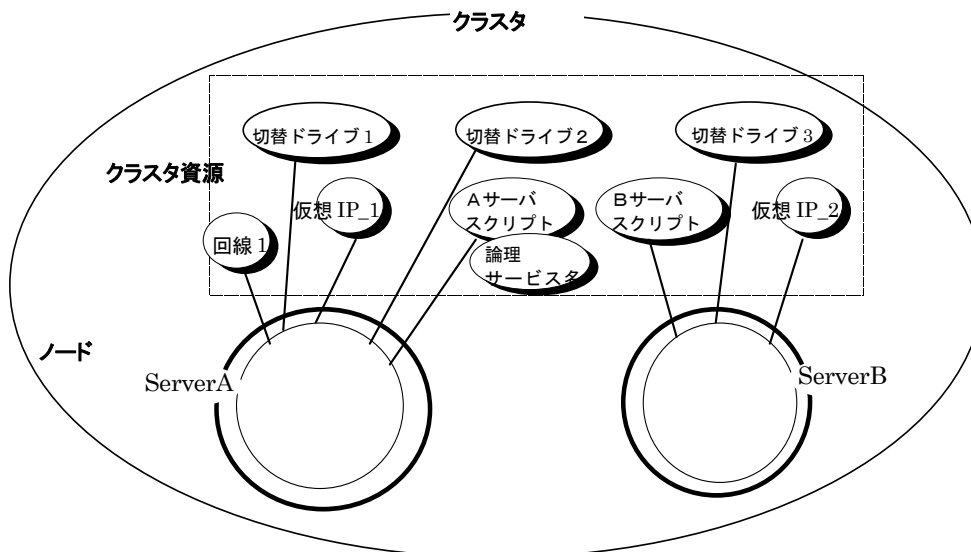 クラスタ
切替ドライブ 1
切替ドライブ 2
切替ドライブ 3
クラスタ資源
仮想 IP_1
Aサーバ
スクリプト
Bサーバ
スクリプト
仮想 IP_2
回線 1
論理
サービス名
ノード
ServerA
ServerB